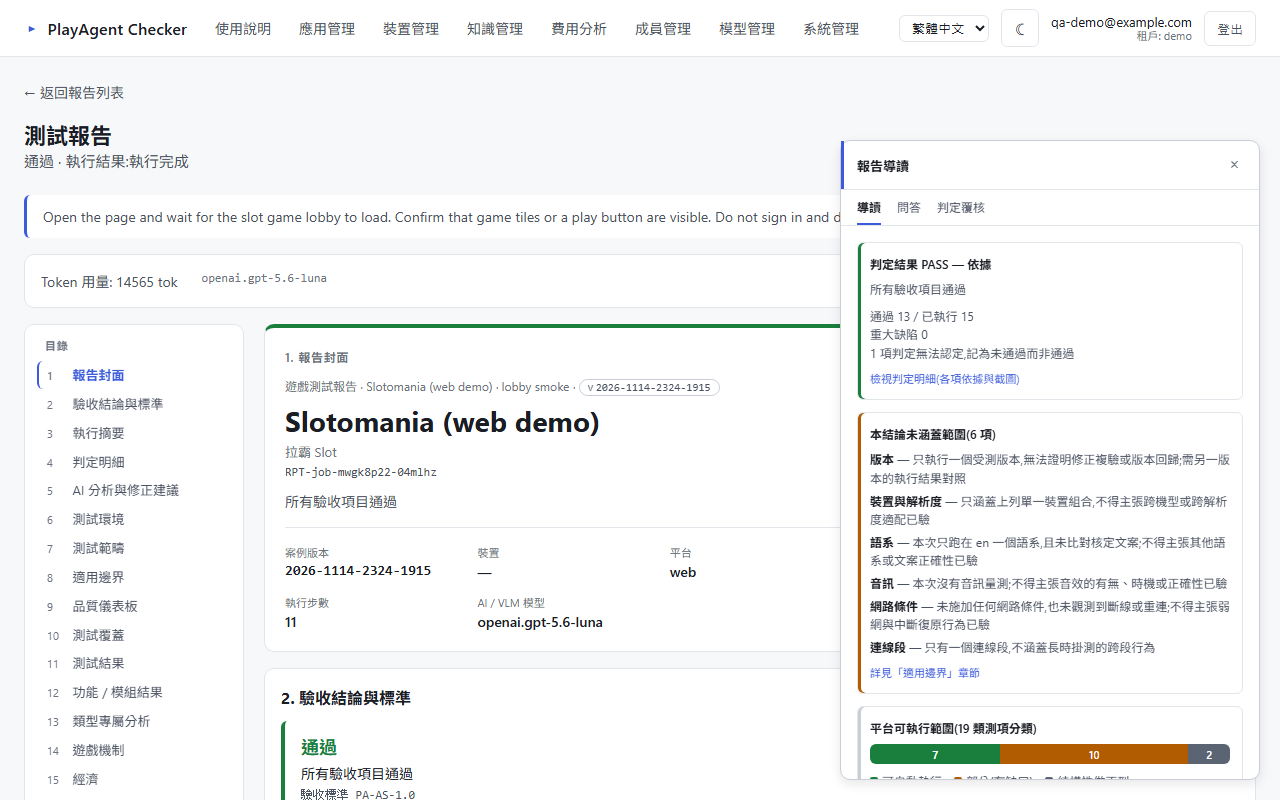 PlayAgent Checker 使用說明 應用管理 裝置管理 知識管理 費用分析 成員管理 模型管理 系統管理 繁體中文 qa-demo@example.com 登出
租戶: demo
← 返回報告列表
測試報告
通過 · 執行結果:執行完成
Open the page and wait for the slot game lobby to load. Confirm that game tiles or a play button are visible. Do not sign in and d
Token 用量: 14565 tok openai.gpt-5.6-luna
目錄
1 報告封面
2 驗收結論與標準
3 執行摘要
4 判定明細
5 AI 分析與修正建議
6 測試環境
7 測試範疇
8 適用邊界
9 品質儀表板
10 測試覆蓋
11 測試結果
12 功能 / 模組結果
13 類型專屬分析
14 遊戲機制
15 經濟
1. 報告封面
遊戲測試報告 · Slotomania (web demo) · lobby smoke · v 2026-1114-2324-1915
Slotomania (web demo)
拉霸 Slot
RPT-job-mwgk8p22-04mlhz
所有驗收項目通過
案例版本 裝置 平台
2026-1114-2324-1915 — web
執行步數 AI / VLM 模型
11 openai.gpt-5.6-luna
2. 驗收結論與標準
通過
所有驗收項目通過
驗收標準 PA-AS-1.0
報告導讀 ×
導讀 問答 判定覆核
判定結果 PASS — 依據
所有驗收項目通過
通過 13 / 已執行 15
重大缺陷 0
1 項判定無法認定,記為未通過而非通過
檢視判定明細(各項依據與截圖)
本結論未涵蓋範圍(6 項)
版本 — 只執行一個受測版本,無法證明修正複驗或版本回歸;需另一版
本的執行結果對照
裝置與解析度 — 只涵蓋上列單一裝置組合,不得主張跨機型或跨解析
度適配已驗
語系 — 本次只跑在 en 一個語系,且未比對核定文案;不得主張其他語
系或文案正確性已驗
音訊 — 本次沒有音訊量測;不得主張音效的有無、時機或正確性已驗
網路條件 — 未施加任何網路條件,也未觀測到斷線或重連;不得主張弱
網與中斷復原行為已驗
連線段 — 只有一個連線段,不涵蓋長時掛測的跨段行為
詳見「適用邊界」章節
平台可執行範圍(19 類測項分類)
7 10 2